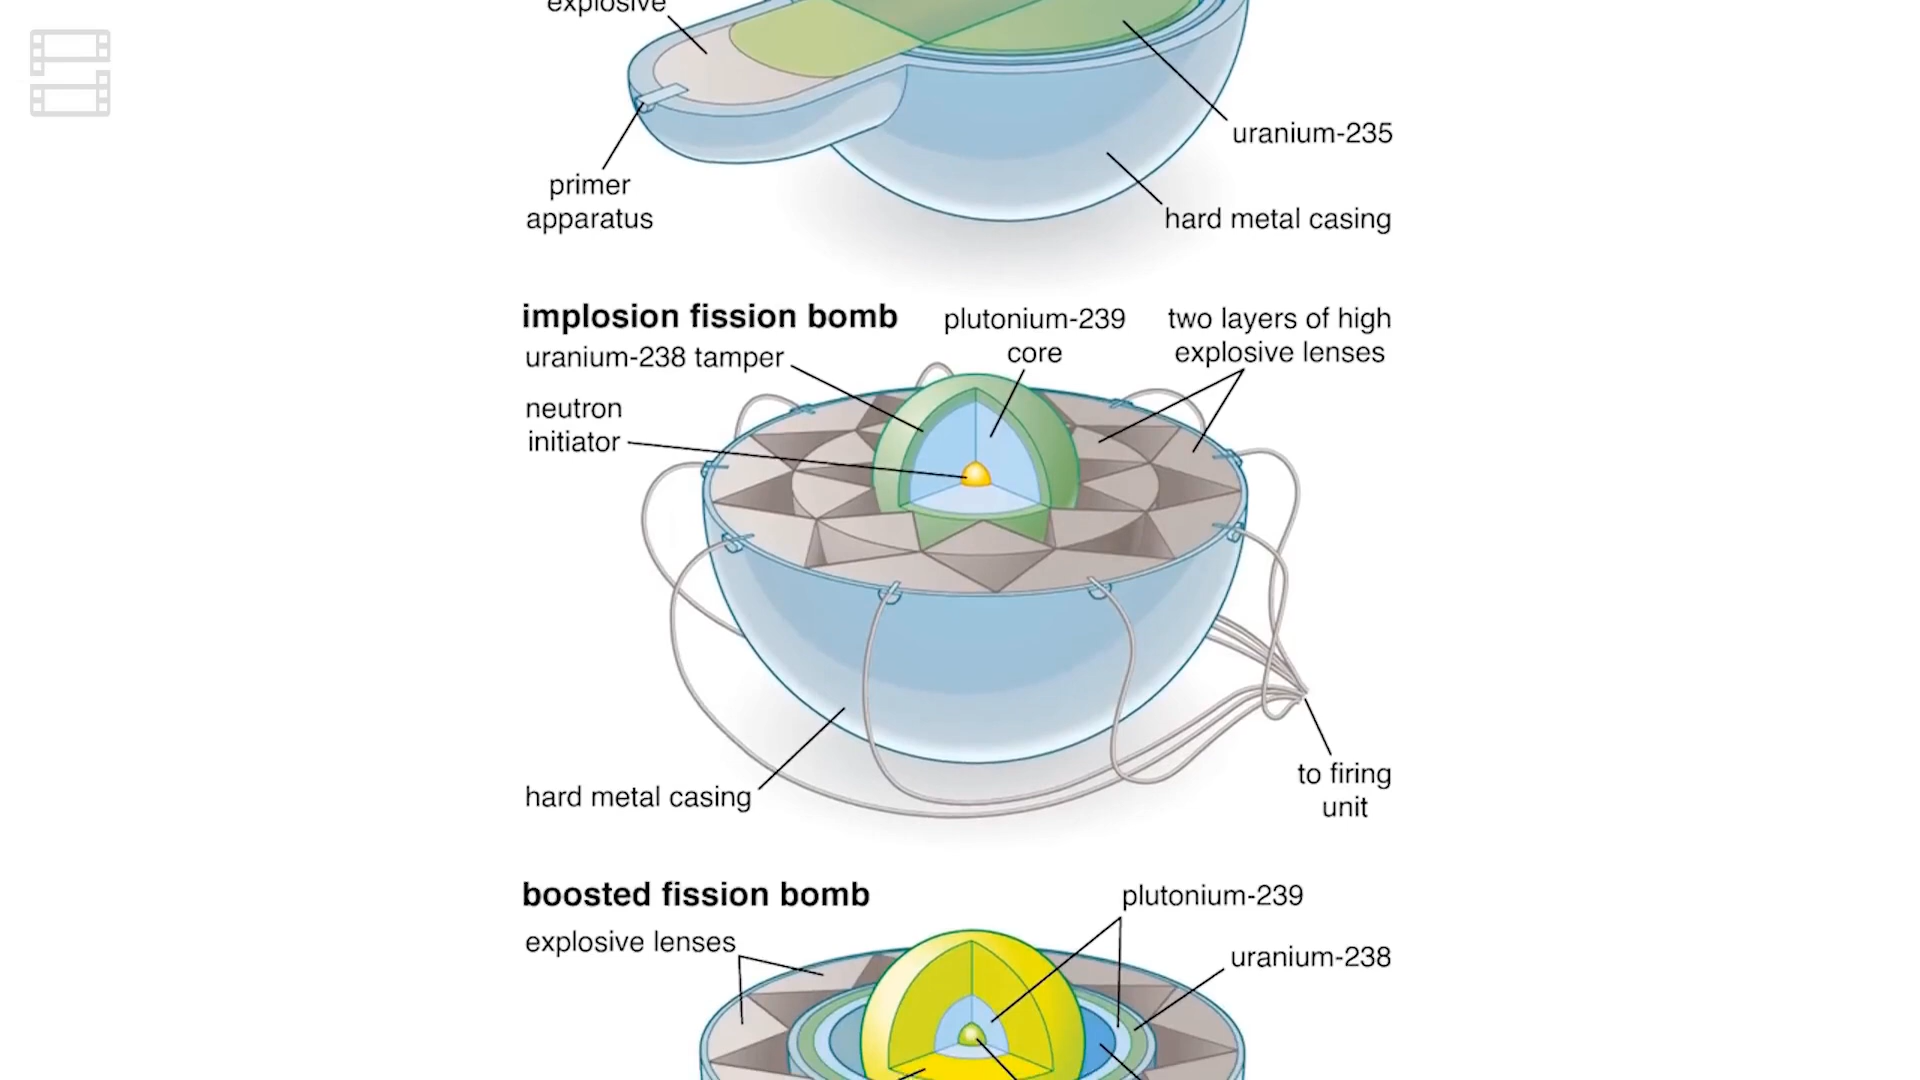 explosive
uranium-235
primer
apparatus
hard metal casing
implosion fission bomb
plutonium-239
core
two layers of high
explosive lenses
uranium-238 tamper
neutron
initiator
hard metal casing
to firing
unit
boosted fission bomb
plutonium-239
explosive lenses
uranium-238